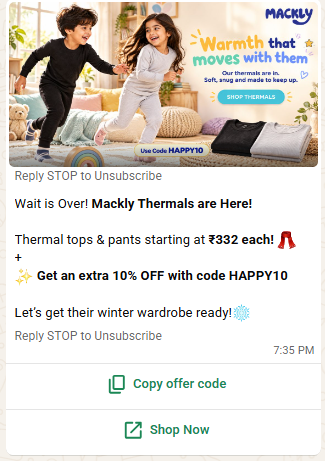 MACKLY
Warmth that
moves with them
Our thermals are in.
Soft, snug and made to keep up.
SHOP THERMALS
Use Code HAPPY10
Reply STOP to Unsubscribe
Wait is Over! Mackly Thermals are Here!
Thermal tops & pants starting at ₹332 each! 🧣
+
✨ Get an extra 10% OFF with code HAPPY10
Let’s get their winter wardrobe ready!❄️
Reply STOP to Unsubscribe
7:35 PM
Copy offer code
Shop Now